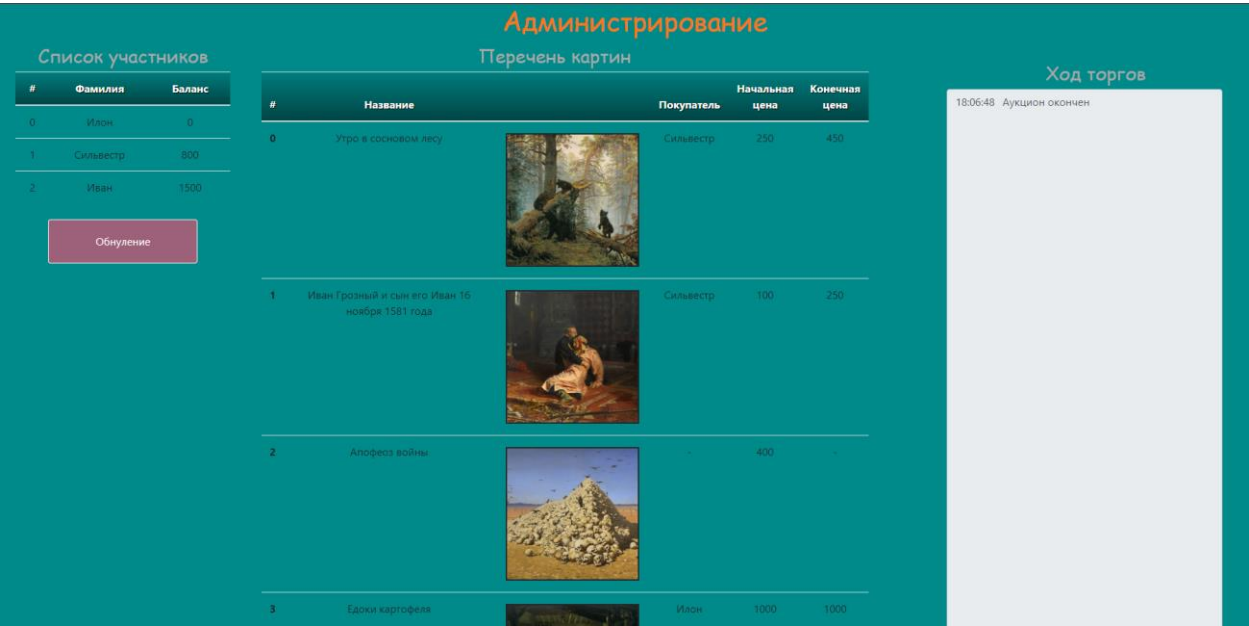 Администрирование
Список участников
# Фамилия Баланс
0 Илон 0
1 Сильвестр 800
2 Иван 1500
Обнуление
Перечень картин
# Название Покупатель Начальная цена Конечная цена
0 Утро в сосновом лесу Сильвестр 250 450
1 Иван Грозный и сын его Иван 16 ноября 1581 года Сильвестр 100 250
2 Апофеоз войны - 400 -
3 Едоки картофеля Илон 1000 1000
Ход торгов
18:06:48 Аукцион окончен